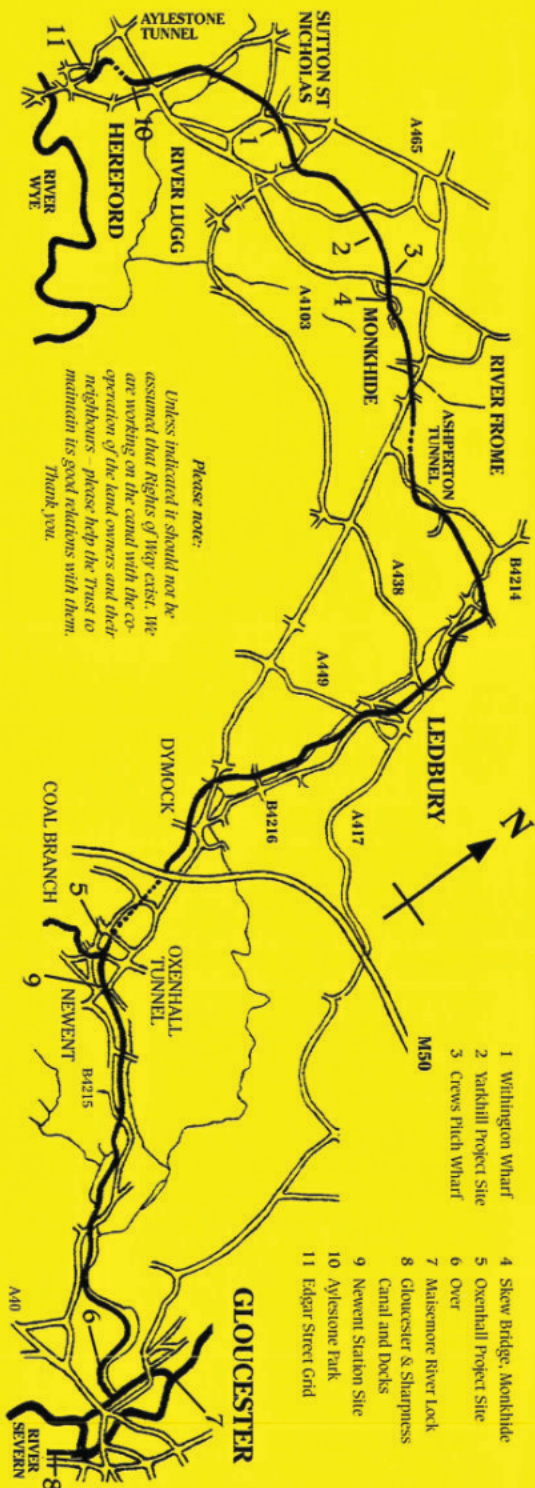 AYLESTONE
TUNNEL
11
SUTTON ST
NICHOLAS
10
1
HEREFORD
RIVER LUGG
RIVER
WYE
A465
2
3
4
MONKHIDE
A4103
RIVER FROME
ASHPERTON
TUNNEL
B4214
A438
A449
LEDBURY
DYMOCK
B4216
A417
N
COAL BRANCH
5
OXENHALL
TUNNEL
9
NEWENT
B4215
M50
A40
6
GLOUCESTER
7
RIVER
SEVERN
8
Please note:
Unless indicated it should not be
assumed that Rights of Way exist. We
are working on the canal with the co-
operation of the land owners and their
neighbours – please help the Trust to
maintain its good relations with them.
Thank you.
1 Withington Wharf
2 Yarkhill Project Site
3 Crews Pitch Wharf
4 Skew Bridge, Monkhide
5 Oxenhall Project Site
6 Over
7 Maisemore River Lock
8 Gloucester & Sharpness
Canal and Docks
9 Newent Station Site
10 Aylestone Park
11 Edgar Street Grid